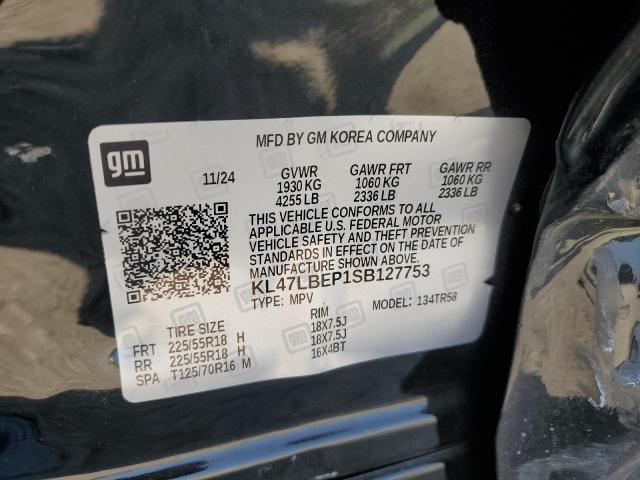 MFD BY GM KOREA COMPANY
gm
11/24 GVWR GAWR FRT GAWR RR
1930 KG 1060 KG 1060 KG
4255 LB 2336 LB 2336 LB
THIS VEHICLE CONFORMS TO ALL
APPLICABLE U.S. FEDERAL MOTOR
VEHICLE SAFETY AND THEFT PREVENTION
STANDARDS IN EFFECT ON THE DATE OF
MANUFACTURE SHOWN ABOVE.
KL47LBEP1SB127753
TYPE: MPV MODEL: 134TR58
TIRE SIZE RIM
FRT 225/55R18 H 18X7.5J
RR 225/55R18 H 18X7.5J
SPA T125/70R16 M 16X4BT